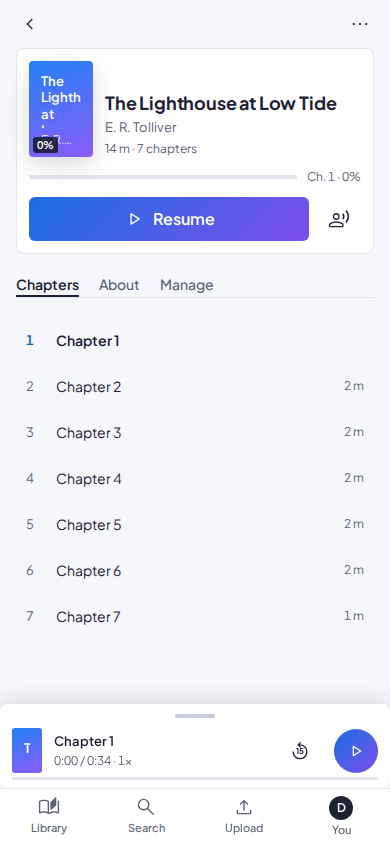 The
Lighth
at
0%
The Lighthouse at Low Tide
E. R. Tolliver
14 m · 7 chapters
Ch. 1 · 0%
Resume
Chapters About Manage
1 Chapter 1
2 Chapter 2 2 m
3 Chapter 3 2 m
4 Chapter 4 2 m
5 Chapter 5 2 m
6 Chapter 6 2 m
7 Chapter 7 1 m
T
Chapter 1
0:00 / 0:34 · 1×
15
D
Library Search Upload You